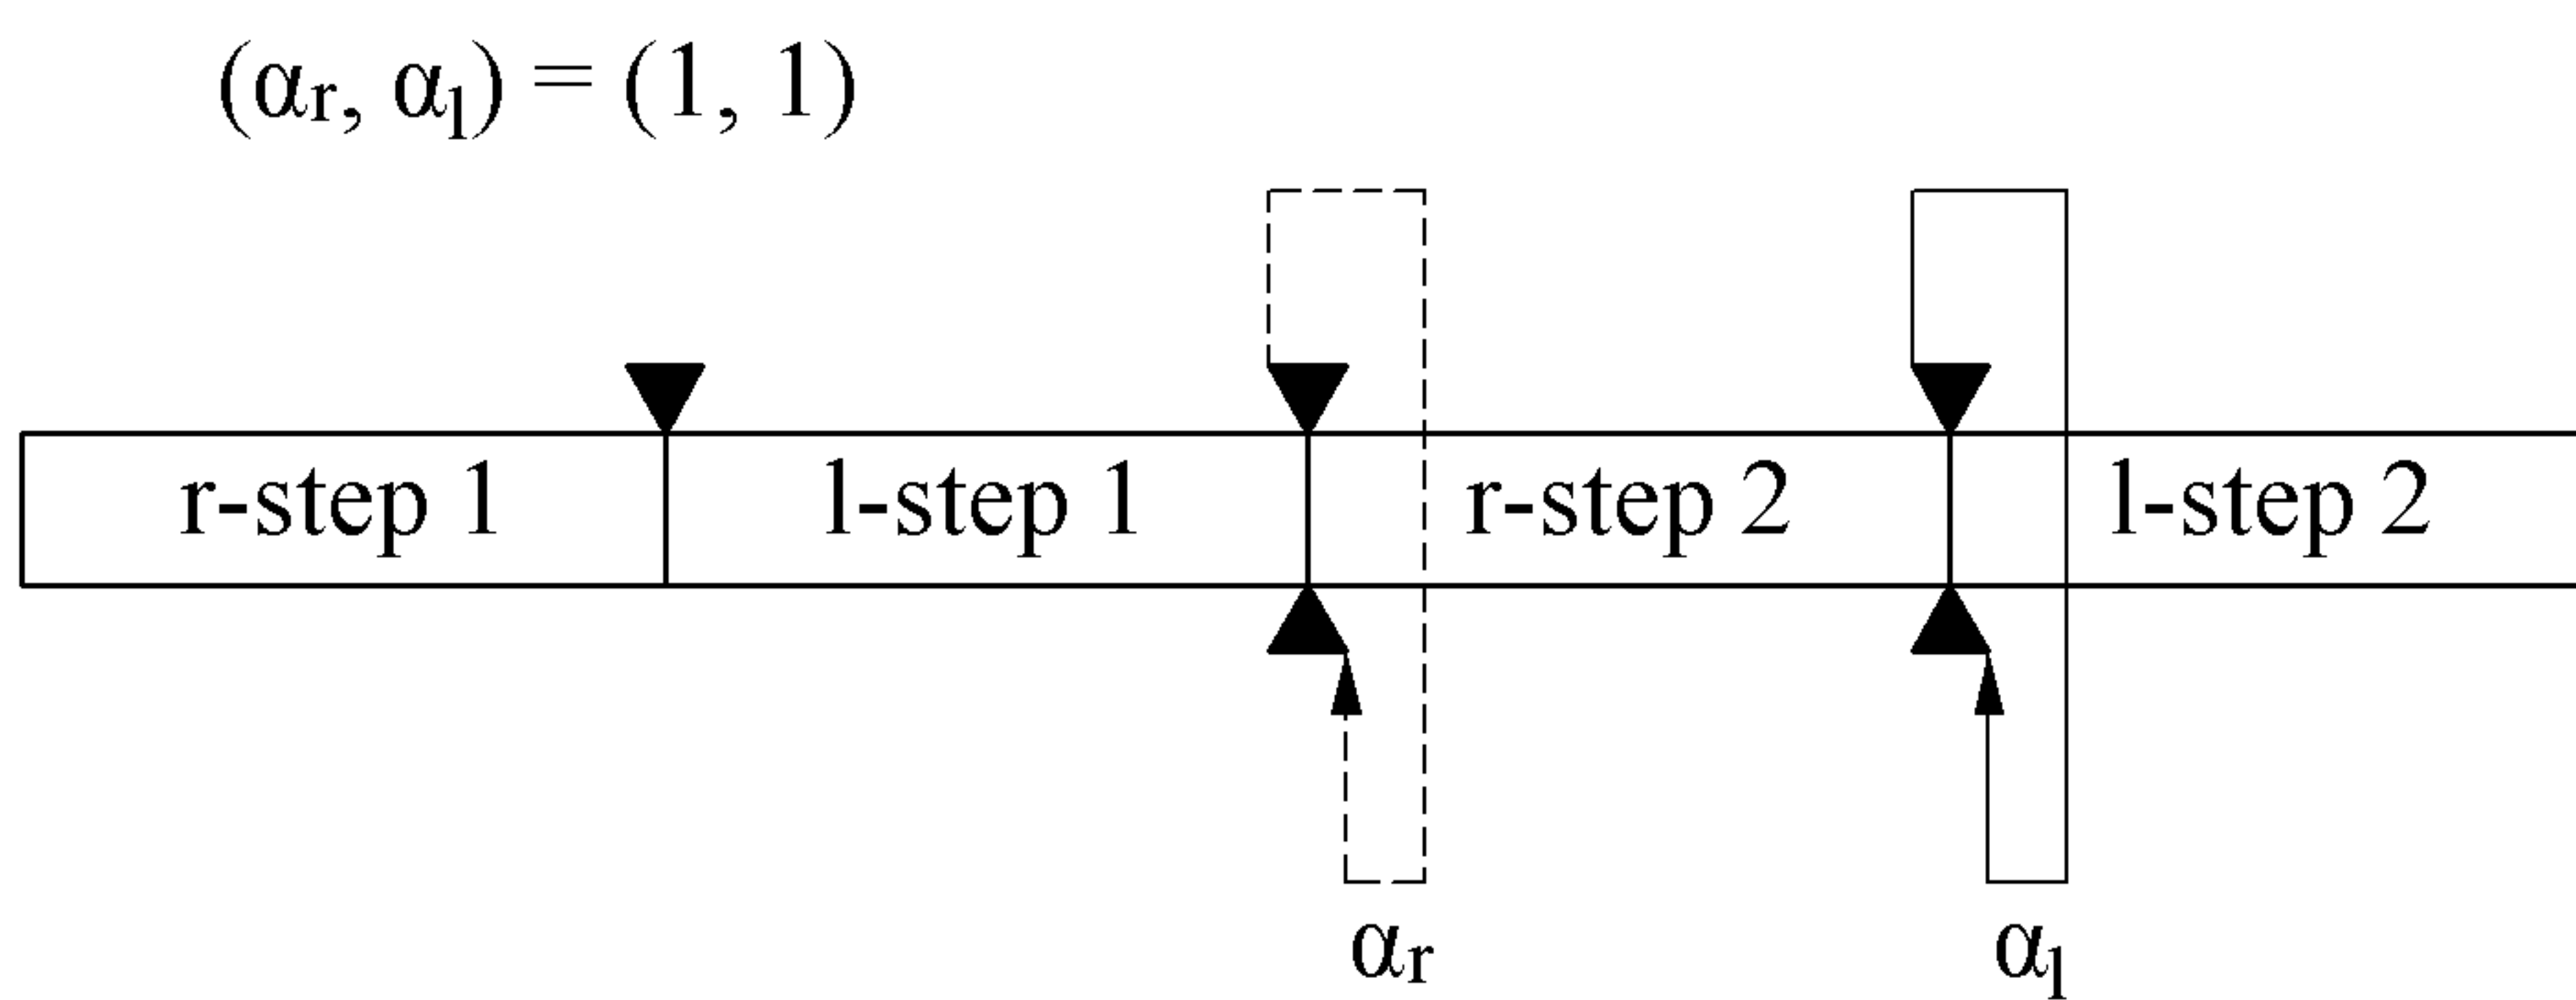 (αr, αl) = (1, 1)
r-step 1 l-step 1 r-step 2 l-step 2
αr αl